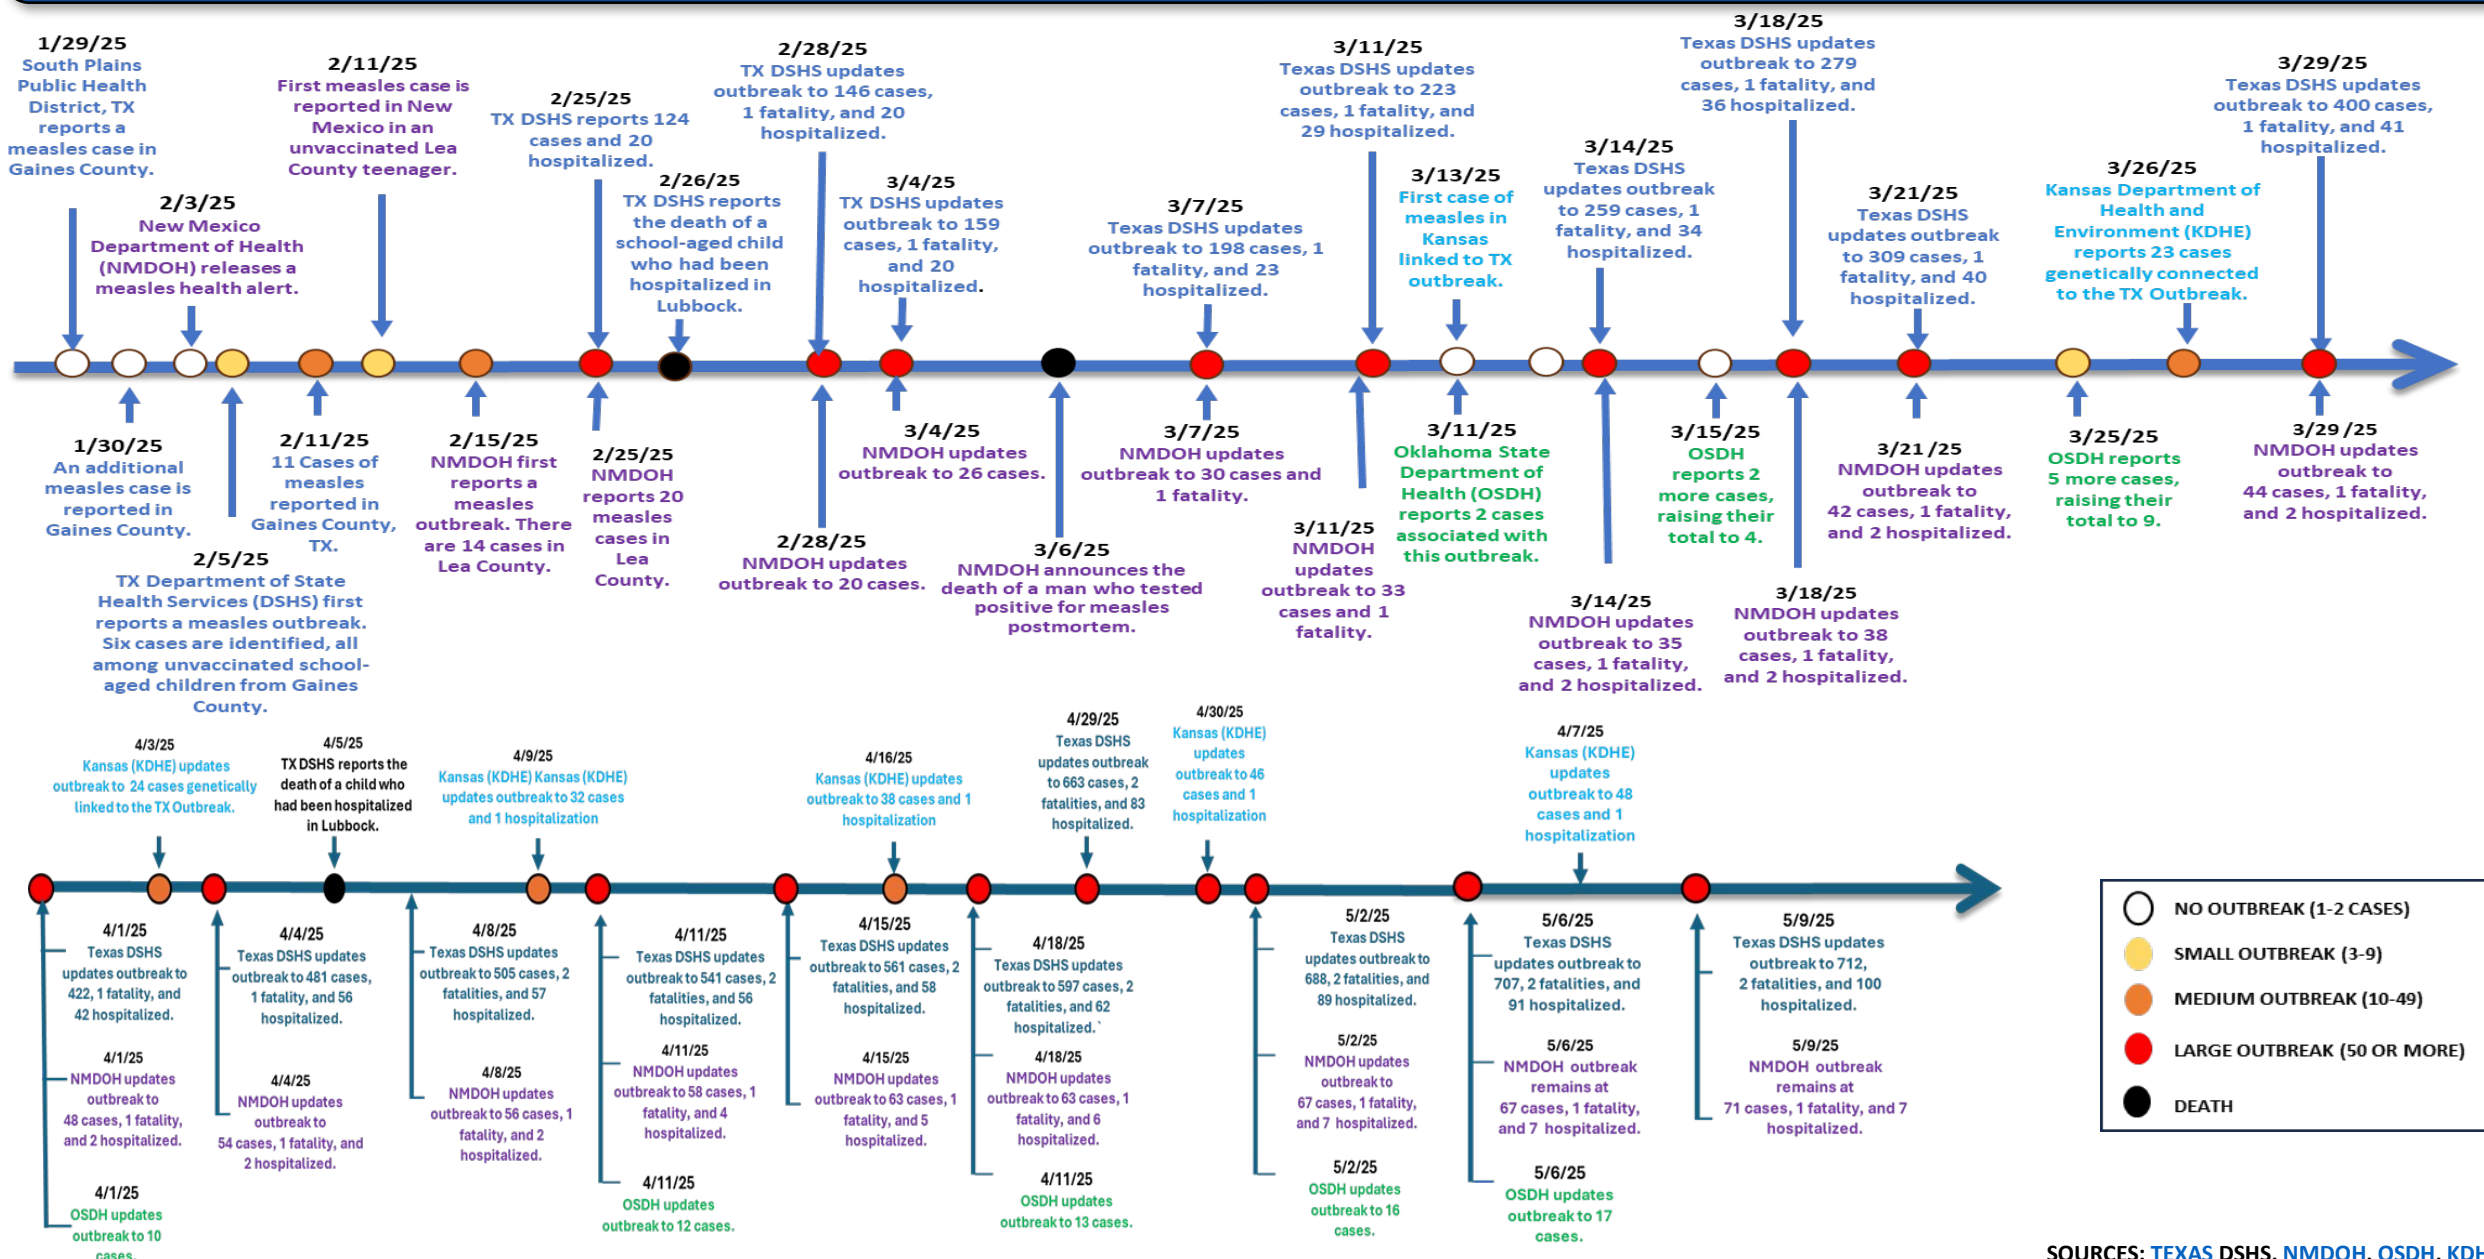 1/29/25
South Plains
Public Health
District, TX
reports a
measles case in
Gaines County.
2/3/25
New Mexico
Department of Health
(NMDOH) releases a
measles health alert.
2/11/25
First measles case is
reported in New
Mexico in an
unvaccinated Lea
County teenager.
2/25/25
TX DSHS reports 124
cases and 20
hospitalized.
2/26/25
TX DSHS reports
the death of a
school-aged child
who had been
hospitalized in
Lubbock.
2/28/25
TX DSHS updates
outbreak to 146 cases,
1 fatality, and 20
hospitalized.
3/4/25
TX DSHS updates
outbreak to 159
cases, 1 fatality,
and 20
hospitalized.
3/7/25
Texas DSHS updates
outbreak to 198 cases, 1
fatality, and 23
hospitalized.
3/11/25
Texas DSHS updates
outbreak to 223
cases, 1 fatality, and
29 hospitalized.
3/13/25
First case of
measles in
Kansas
linked to TX
outbreak.
3/14/25
Texas DSHS
updates outbreak
to 259 cases, 1
fatality, and 34
hospitalized.
3/18/25
Texas DSHS updates
outbreak to 279
cases, 1 fatality, and
36 hospitalized.
3/21/25
Texas DSHS
updates outbreak
to 309 cases, 1
fatality, and 40
hospitalized.
3/26/25
Kansas Department of
Health and
Environment (KDHE)
reports 23 cases
genetically connected
to the TX Outbreak.
3/29/25
Texas DSHS updates
outbreak to 400 cases,
1 fatality, and 41
hospitalized.
1/30/25
An additional
measles case is
reported in
Gaines County.
2/5/25
TX Department of State
Health Services (DSHS) first
reports a measles outbreak.
Six cases are identified, all
among unvaccinated school-
aged children from Gaines
County.
2/11/25
11 Cases of
measles
reported in
Gaines County,
TX.
2/15/25
NMDOH first
reports a
measles
outbreak. There
are 14 cases in
Lea County.
2/25/25
NMDOH
reports 20
measles
cases in
Lea
County.
2/28/25
NMDOH updates
outbreak to 20 cases.
3/4/25
NMDOH updates
outbreak to 26 cases.
3/6/25
NMDOH announces the
death of a man who tested
positive for measles
postmortem.
3/7/25
NMDOH updates
outbreak to 30 cases and
1 fatality.
3/11/25
NMDOH
updates
outbreak to 33
cases and 1
fatality.
3/11/25
Oklahoma State
Department of
Health (OSDH)
reports 2 cases
associated with
this outbreak.
3/14/25
NMDOH updates
outbreak to 35
cases, 1 fatality,
and 2 hospitalized.
3/15/25
OSDH
reports 2
more cases,
raising their
total to 4.
3/18/25
NMDOH updates
outbreak to 38
cases, 1 fatality,
and 2 hospitalized.
3/21/25
NMDOH updates
outbreak to
42 cases, 1 fatality,
and 2 hospitalized.
3/25/25
OSDH reports
5 more cases,
raising their
total to 9.
3/29/25
NMDOH updates
outbreak to
44 cases, 1 fatality,
and 2 hospitalized.
4/3/25
Kansas (KDHE) updates
outbreak to 24 cases genetically
linked to the TX Outbreak.
4/5/25
TX DSHS reports the
death of a child who
had been hospitalized
in Lubbock.
4/9/25
Kansas (KDHE) Kansas (KDHE)
updates outbreak to 32 cases
and 1 hospitalization
4/16/25
Kansas (KDHE) updates
outbreak to 38 cases and 1
hospitalization
4/29/25
Texas DSHS
updates outbreak
to 663 cases, 2
fatalities, and 83
hospitalized.
4/30/25
Kansas (KDHE)
updates
outbreak to 46
cases and 1
hospitalization
4/7/25
Kansas (KDHE)
updates
outbreak to 48
cases and 1
hospitalization
4/1/25
Texas DSHS
updates outbreak to
422, 1 fatality, and
42 hospitalized.
4/1/25
NMDOH updates
outbreak to
48 cases, 1 fatality,
and 2 hospitalized.
4/1/25
OSDH updates
outbreak to 10
cases.
4/4/25
Texas DSHS updates
outbreak to 481 cases,
1 fatality, and 56
hospitalized.
4/4/25
NMDOH updates
outbreak to
54 cases, 1 fatality, and
2 hospitalized.
4/8/25
Texas DSHS updates
outbreak to 505 cases, 2
fatalities, and 57
hospitalized.
4/8/25
NMDOH updates
outbreak to 56 cases, 1
fatality, and 2
hospitalized.
4/11/25
Texas DSHS updates
outbreak to 541 cases, 2
fatalities, and 56
hospitalized.
4/11/25
NMDOH updates
outbreak to 58 cases, 1
fatality, and 4
hospitalized.
4/11/25
OSDH updates
outbreak to 12 cases.
4/15/25
Texas DSHS updates
outbreak to 561 cases, 2
fatalities, and 58
hospitalized.
4/15/25
NMDOH updates
outbreak to 63 cases, 1
fatality, and 5
hospitalized.
4/18/25
Texas DSHS updates
outbreak to 597 cases, 2
fatalities, and 62
hospitalized.`
4/18/25
NMDOH updates
outbreak to 63 cases, 1
fatality, and 6
hospitalized.
4/11/25
OSDH updates
outbreak to 13 cases.
5/2/25
Texas DSHS
updates outbreak to
688, 2 fatalities, and
89 hospitalized.
5/2/25
NMDOH updates
outbreak to
67 cases, 1 fatality,
and 7 hospitalized.
5/2/25
OSDH updates
outbreak to 16
cases.
5/6/25
Texas DSHS
updates outbreak to
707, 2 fatalities, and
91 hospitalized.
5/6/25
NMDOH outbreak
remains at
67 cases, 1 fatality,
and 7 hospitalized.
5/6/25
OSDH updates
outbreak to 17
cases.
5/9/25
Texas DSHS updates
outbreak to 712,
2 fatalities, and 100
hospitalized.
5/9/25
NMDOH outbreak
remains at
71 cases, 1 fatality, and 7
hospitalized.
NO OUTBREAK (1-2 CASES)
SMALL OUTBREAK (3-9)
MEDIUM OUTBREAK (10-49)
LARGE OUTBREAK (50 OR MORE)
DEATH
SOURCES: TEXAS DSHS, NMDOH, OSDH, KDH